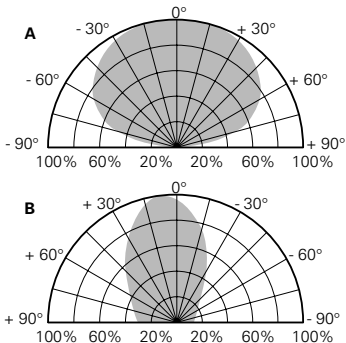 0°
A - 30° + 30°
- 60° + 60°
- 90° + 90°
100% 60% 20% 20% 60% 100%
0°
B + 30° - 30°
+ 60° - 60°
+ 90° - 90°
100% 60% 20% 20% 60% 100%